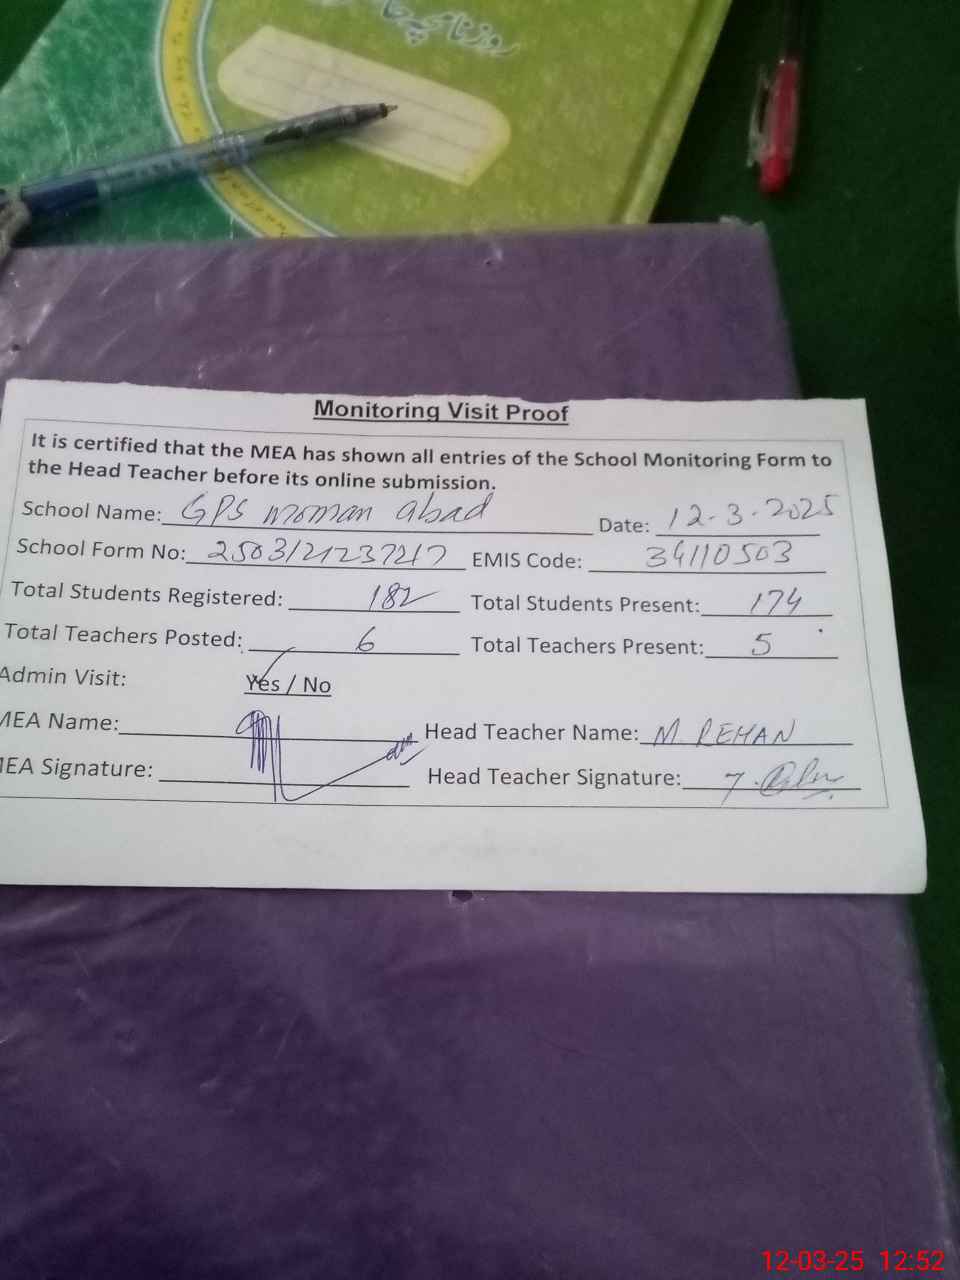 روزنامچہ
Monitoring Visit Proof
It is certified that the MEA has shown all entries of the School Monitoring Form to
the Head Teacher before its online submission.
School Name: GPS moman abad Date: 12-3-2025
School Form No: EMIS Code: 34110503
Total Students Registered: 182 Total Students Present: 174
Total Teachers Posted: 6 Total Teachers Present: 5
Admin Visit: Yes / No
MEA Name: Head Teacher Name: M. REHAN
MEA Signature: Head Teacher Signature:
12-03-25 12:52